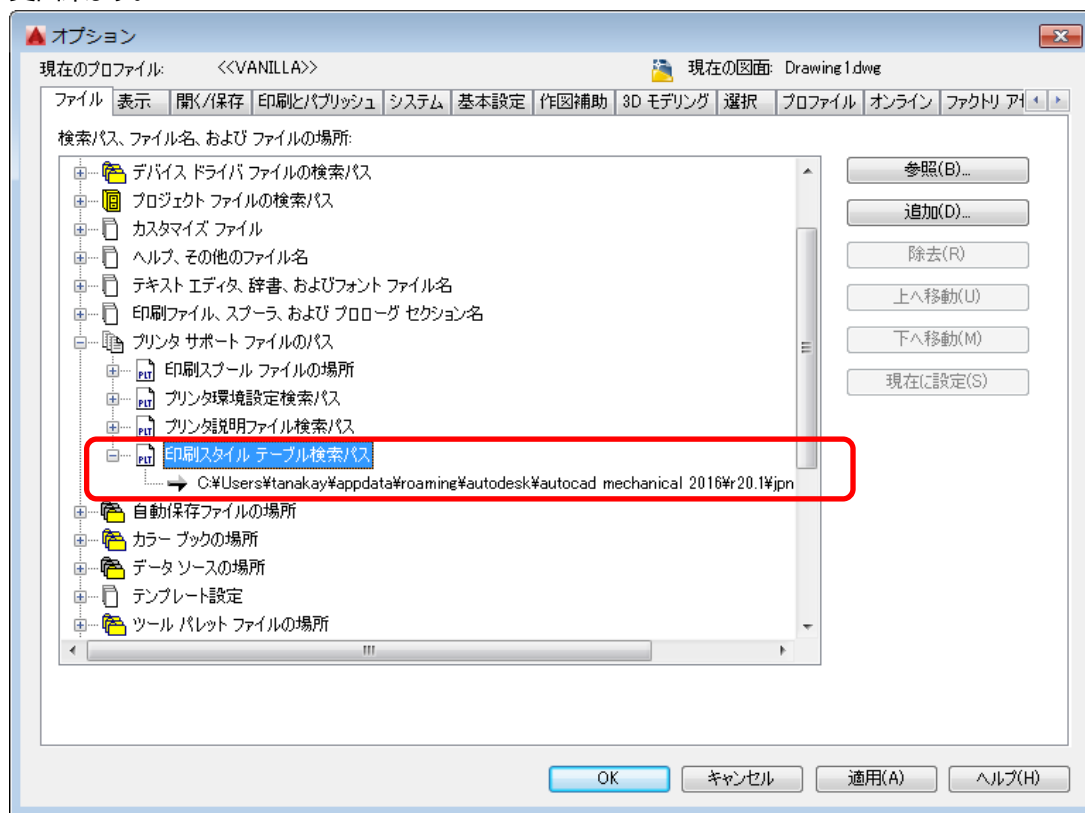 オプション
現在のプロファイル: <<VANILLA>> 現在の図面: Drawing1.dwg
ファイル 表示 開く/保存 印刷とパブリッシュ システム 基本設定 作図補助 3D モデリング 選択 プロファイル オンライン ファクトリ
検索パス、ファイル名、および ファイルの場所:
デバイス ドライバ ファイルの検索パス
プロジェクト ファイルの検索パス
カスタマイズ ファイル
ヘルプ、その他のファイル名
テキスト エディタ、辞書、およびフォント ファイル名
印刷ファイル、スプーラ、および プロローグ セクション名
プリンタ サポート ファイルのパス
PLT 印刷スプール ファイルの場所
PLT プリンタ環境設定検索パス
PLT プリンタ説明ファイル検索パス
PLT 印刷スタイル テーブル検索パス
C:¥Users¥tanakay¥appdata¥roaming¥autodesk¥autocad mechanical 2016¥r20.1¥jpn
自動保存ファイルの場所
カラー ブックの場所
データ ソースの場所
テンプレート設定
ツール パレット ファイルの場所
参照(B)...
追加(D)...
除去(R)
上へ移動(U)
下へ移動(M)
現在に設定(S)
OK キャンセル 適用(A) ヘルプ(H)